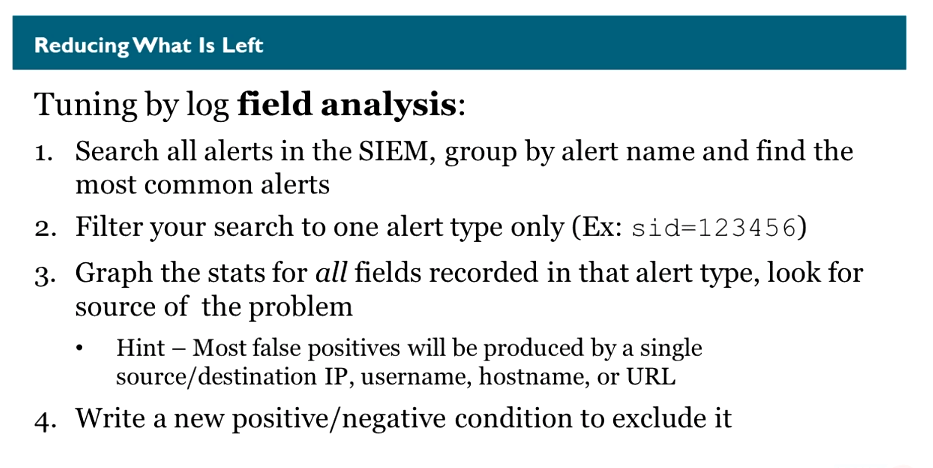 Reducing What Is Left
Tuning by log field analysis:
1. Search all alerts in the SIEM, group by alert name and find the
most common alerts
2. Filter your search to one alert type only (Ex: sid=123456)
3. Graph the stats for all fields recorded in that alert type, look for
source of the problem
• Hint – Most false positives will be produced by a single
source/destination IP, username, hostname, or URL
4. Write a new positive/negative condition to exclude it